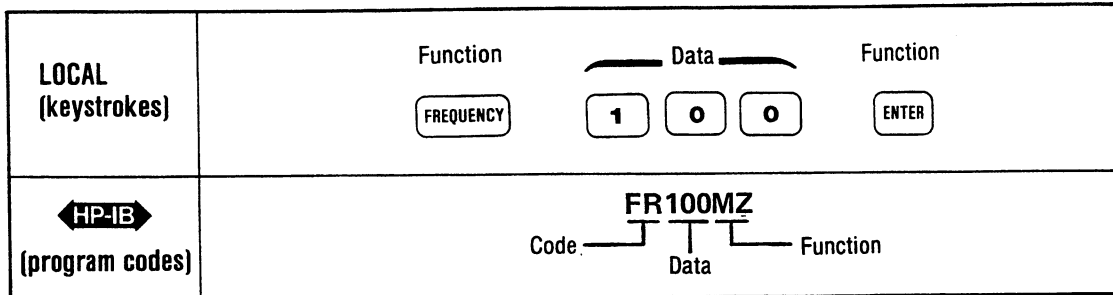 LOCAL
(keystrokes)
Function Data Function
FREQUENCY 1 0 0 ENTER
HP-IB
(program codes)
FR100MZ
Code Function
Data